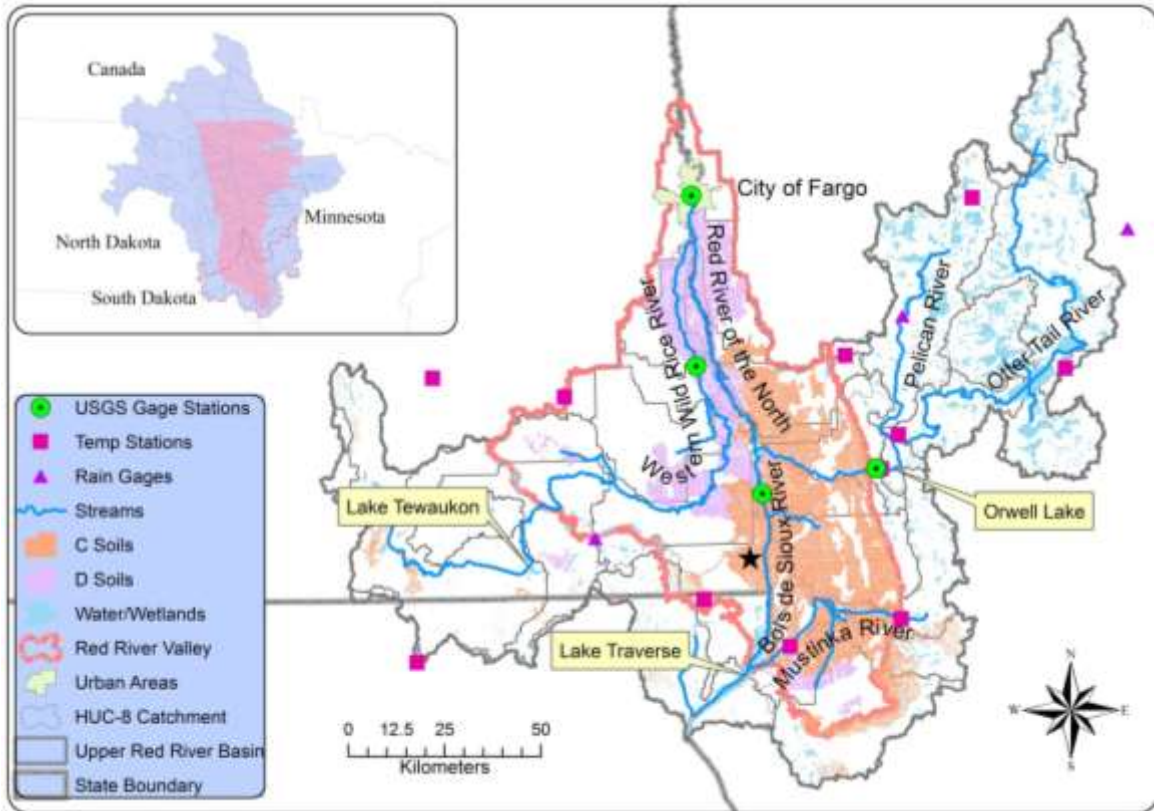 Canada
Minnesota
North Dakota
South Dakota
City of Fargo
Red River of the North
Western Wild Rice River
Pelican River
Otter Tail River
Lake Tewaukon
Orwell Lake
Bois de Sioux River
Lake Traverse
Mustinka River
USGS Gage Stations
Temp Stations
Rain Gages
Streams
C Soils
D Soils
Water/Wetlands
Red River Valley
Urban Areas
HUC-8 Catchment
Upper Red River Basin
State Boundary
0 12.5 25 50
Kilometers
N
W E
S